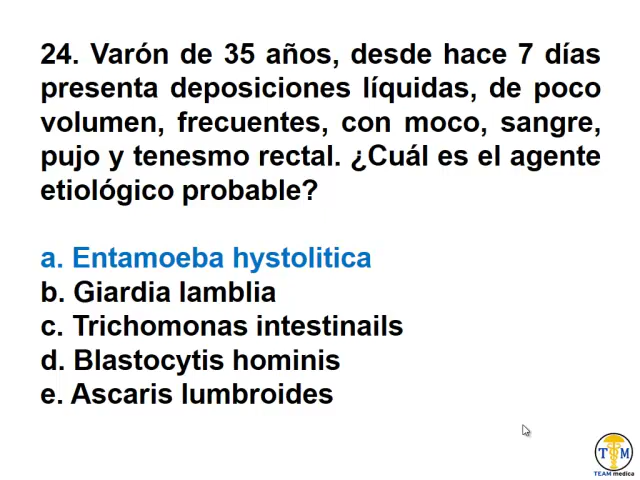 24. Varón de 35 años, desde hace 7 días
presenta deposiciones líquidas, de poco
volumen, frecuentes, con moco, sangre,
pujo y tenesmo rectal. ¿Cuál es el agente
etiológico probable?
a. Entamoeba hystolitica
b. Giardia lamblia
c. Trichomonas intestinails
d. Blastocytis hominis
e. Ascaris lumbroides
T M
TEAM medica